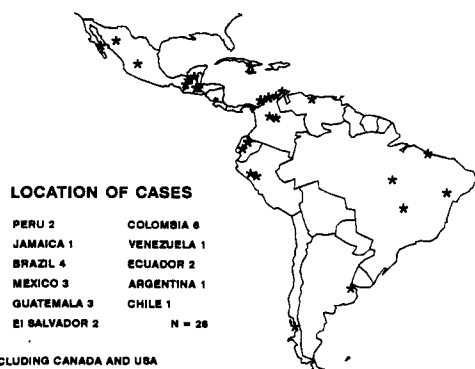 LOCATION OF CASES
PERU 2 COLOMBIA 6
JAMAICA 1 VENEZUELA 1
BRAZIL 4 ECUADOR 2
MEXICO 3 ARGENTINA 1
GUATEMALA 3 CHILE 1
EI SALVADOR 2 N = 26
CLUDING CANADA AND USA